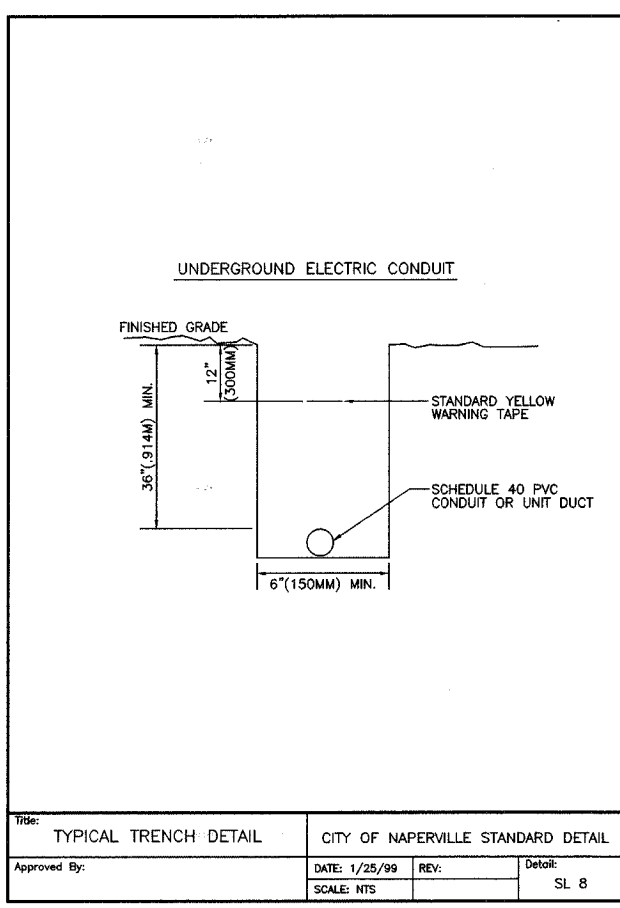 UNDERGROUND ELECTRIC CONDUIT
FINISHED GRADE
12"
(300MM)
36"(.914M) MIN.
STANDARD YELLOW
WARNING TAPE
SCHEDULE 40 PVC
CONDUIT OR UNIT DUCT
6"(150MM) MIN.
Title:
TYPICAL TRENCH DETAIL
CITY OF NAPERVILLE STANDARD DETAIL
Approved By:
DATE: 1/25/99
REV:
Detail:
SCALE: NTS
SL 8